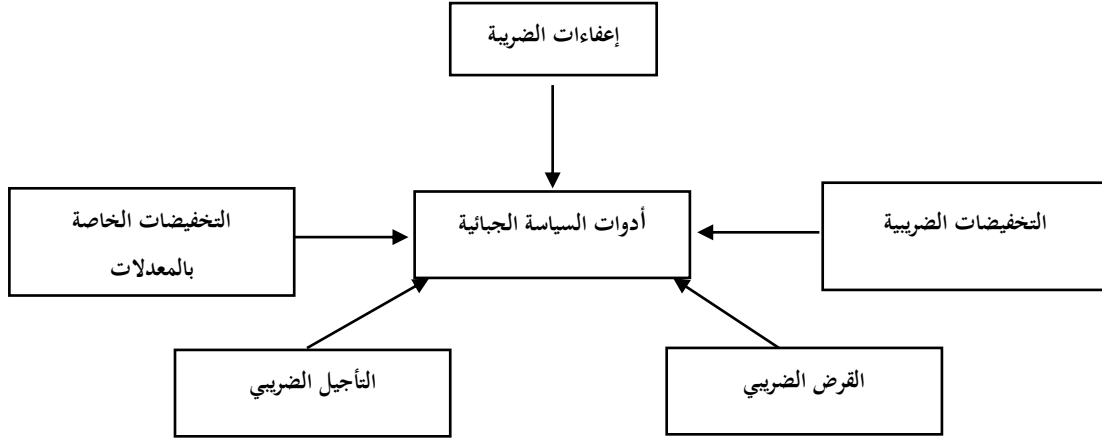 إعفاءات الضريبة
التخفيضات الضريبية
أدوات السياسة الجبائية
التخفيضات الخاصة
بالمعدلات
القرض الضريبي
التأجيل الضريبي